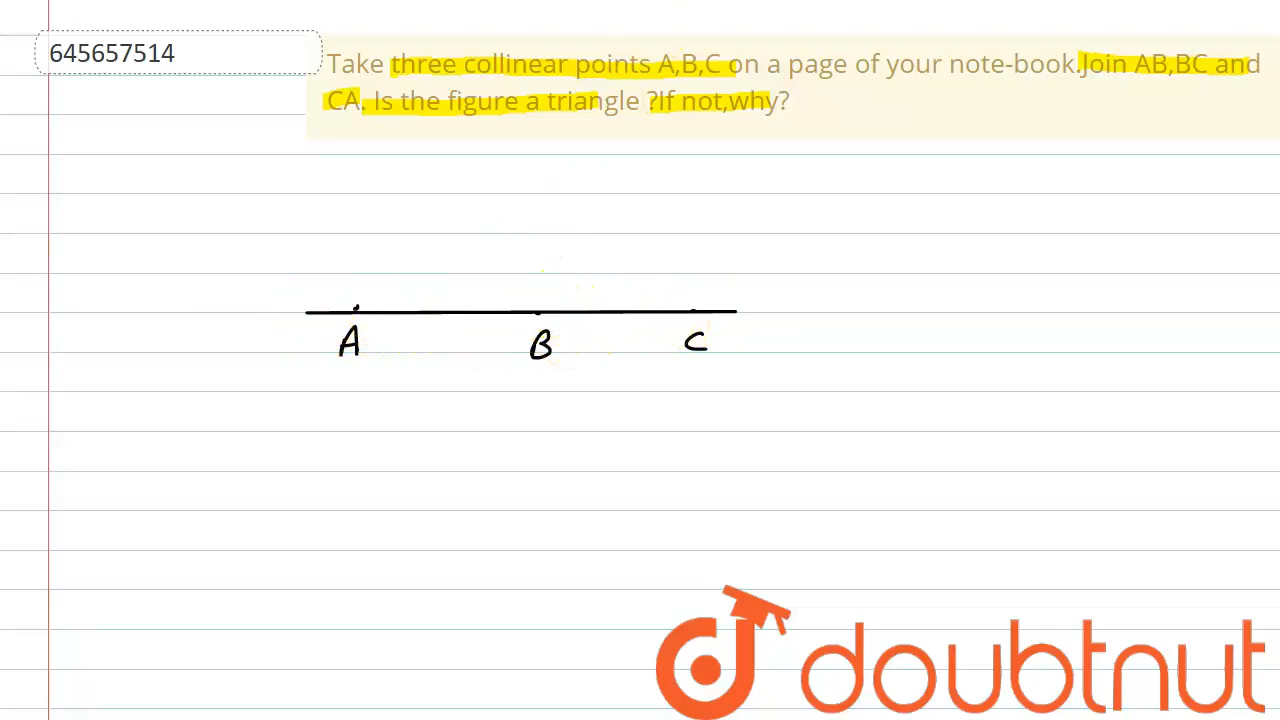 645657514
Take three collinear points A,B,C on a page of your note-book.Join AB,BC and
CA. Is the figure a triangle ?If not,why?
A B C
doubtnut